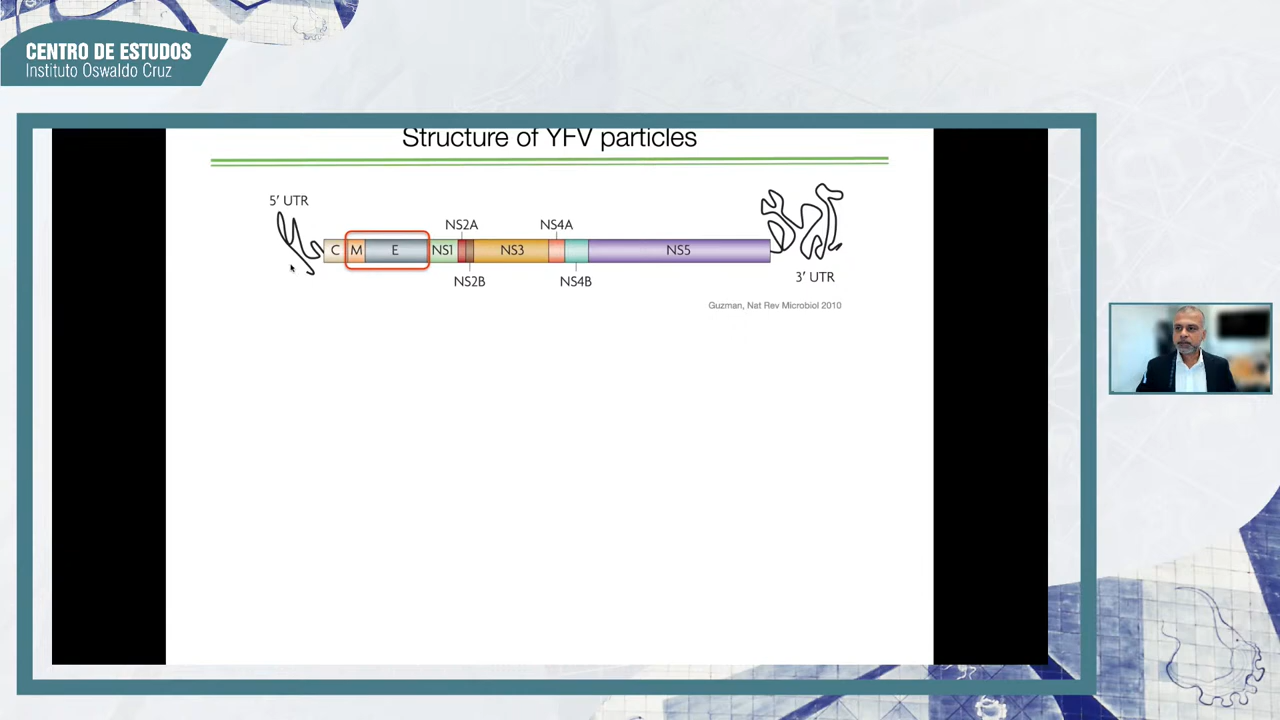 CENTRO DE ESTUDOS
Instituto Oswaldo Cruz
Structure of YFV particles
5′ UTR
NS2A
NS4A
C
M
E
NS1
NS3
NS5
NS2B
NS4B
3′ UTR
Guzman, Nat Rev Microbiol 2010